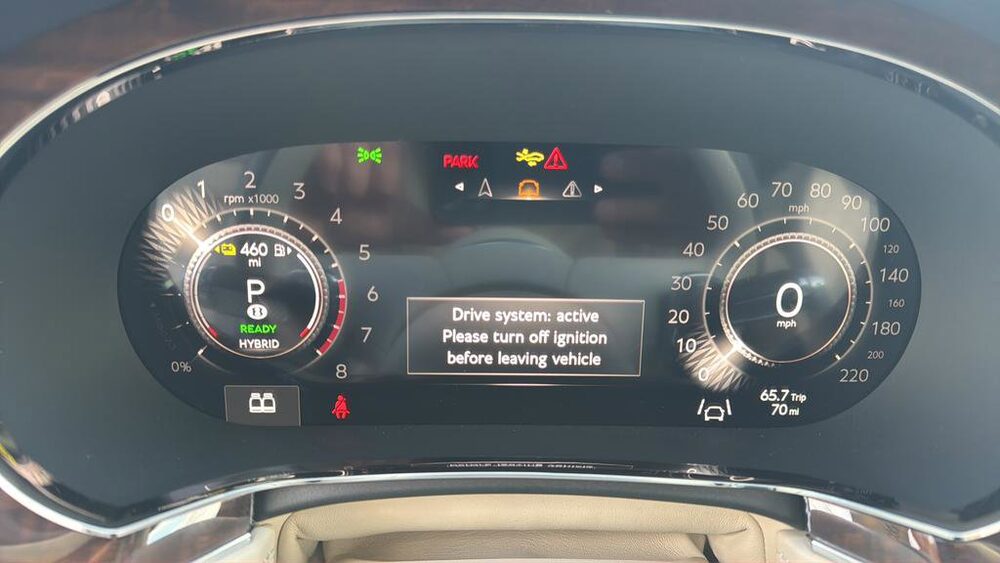 PARK
0
1
2
3
4
5
6
7
8
rpm x1000
460
mi
P
B
READY
HYBRID
0%
Drive system: active
Please turn off ignition
before leaving vehicle
0
10
20
30
40
50
60
70
80
90
100
120
140
160
180
200
220
mph
0
mph
65.7 Trip
70 mi